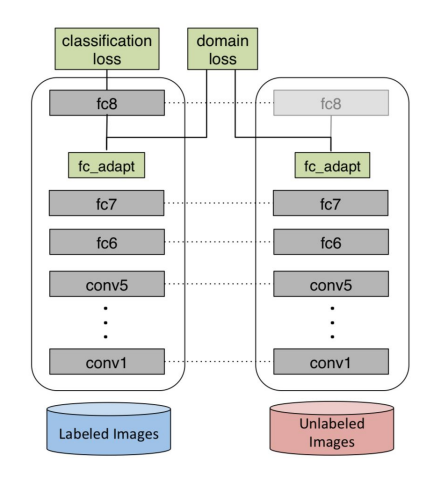 classification
loss
domain
loss
fc8
fc8
fc_adapt
fc_adapt
fc7
fc7
fc6
fc6
conv5
conv5
conv1
conv1
Labeled Images
Unlabeled
Images